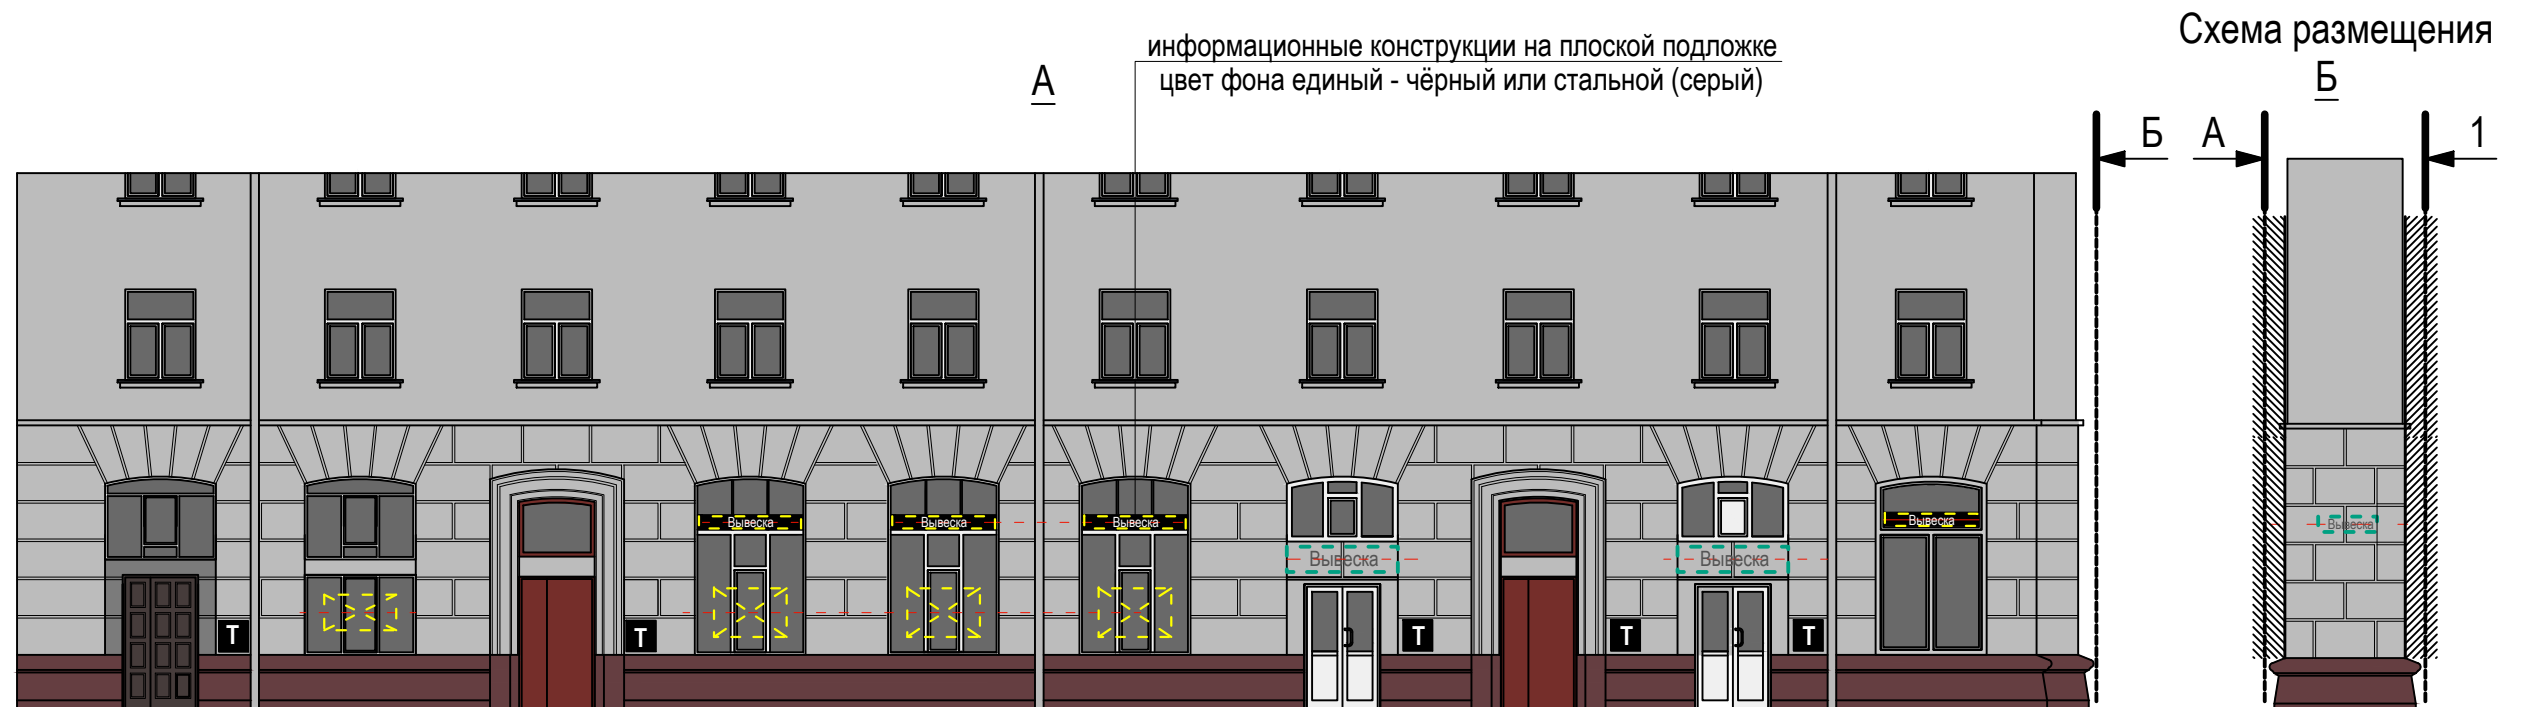 Схема размещения
информационные конструкции на плоской подложке
цвет фона единый - чёрный или стальной (серый)
А
Б
Б
А
1
Вывеска
Вывеска
Вывеска
Вывеска
Вывеска
Вывеска
Вывеска
Т
Т
Т
Т
Т